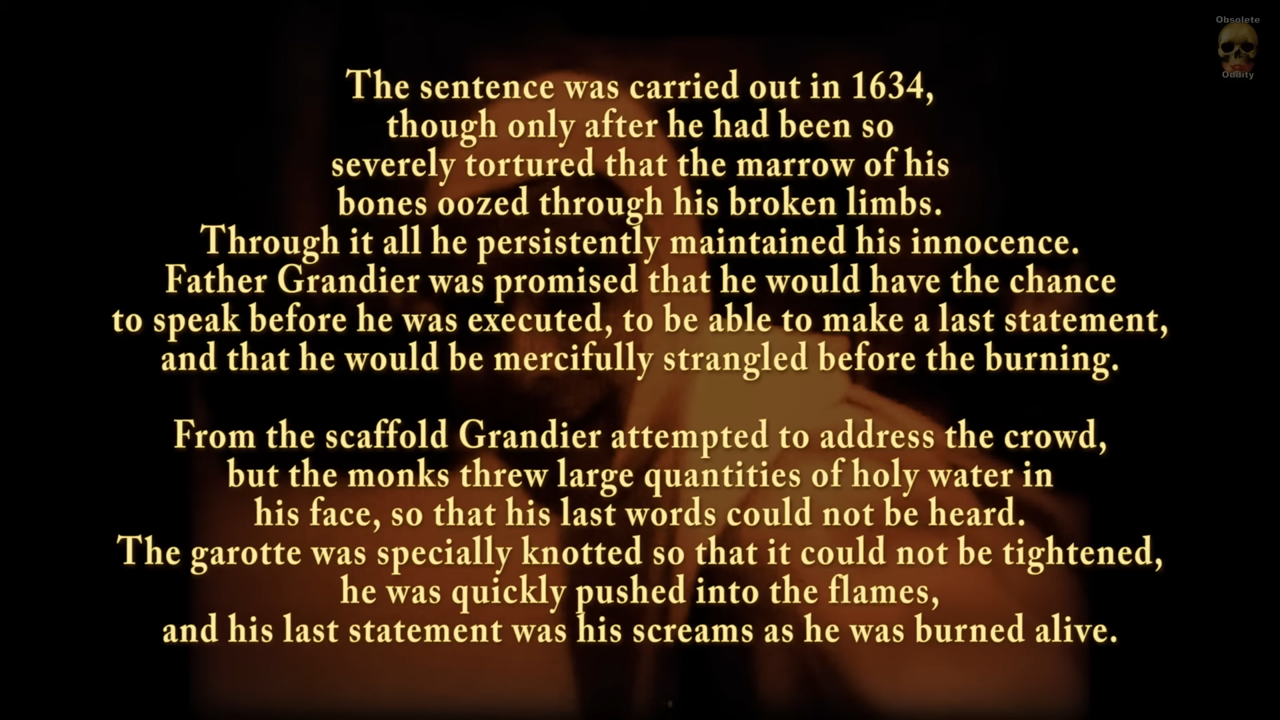 Obsolete
Oddity
The sentence was carried out in 1634,
though only after he had been so
severely tortured that the marrow of his
bones oozed through his broken limbs.
Through it all he persistently maintained his innocence.
Father Grandier was promised that he would have the chance
to speak before he was executed, to be able to make a last statement,
and that he would be mercifully strangled before the burning.
From the scaffold Grandier attempted to address the crowd,
but the monks threw large quantities of holy water in
his face, so that his last words could not be heard.
The garotte was specially knotted so that it could not be tightened,
he was quickly pushed into the flames,
and his last statement was his screams as he was burned alive.